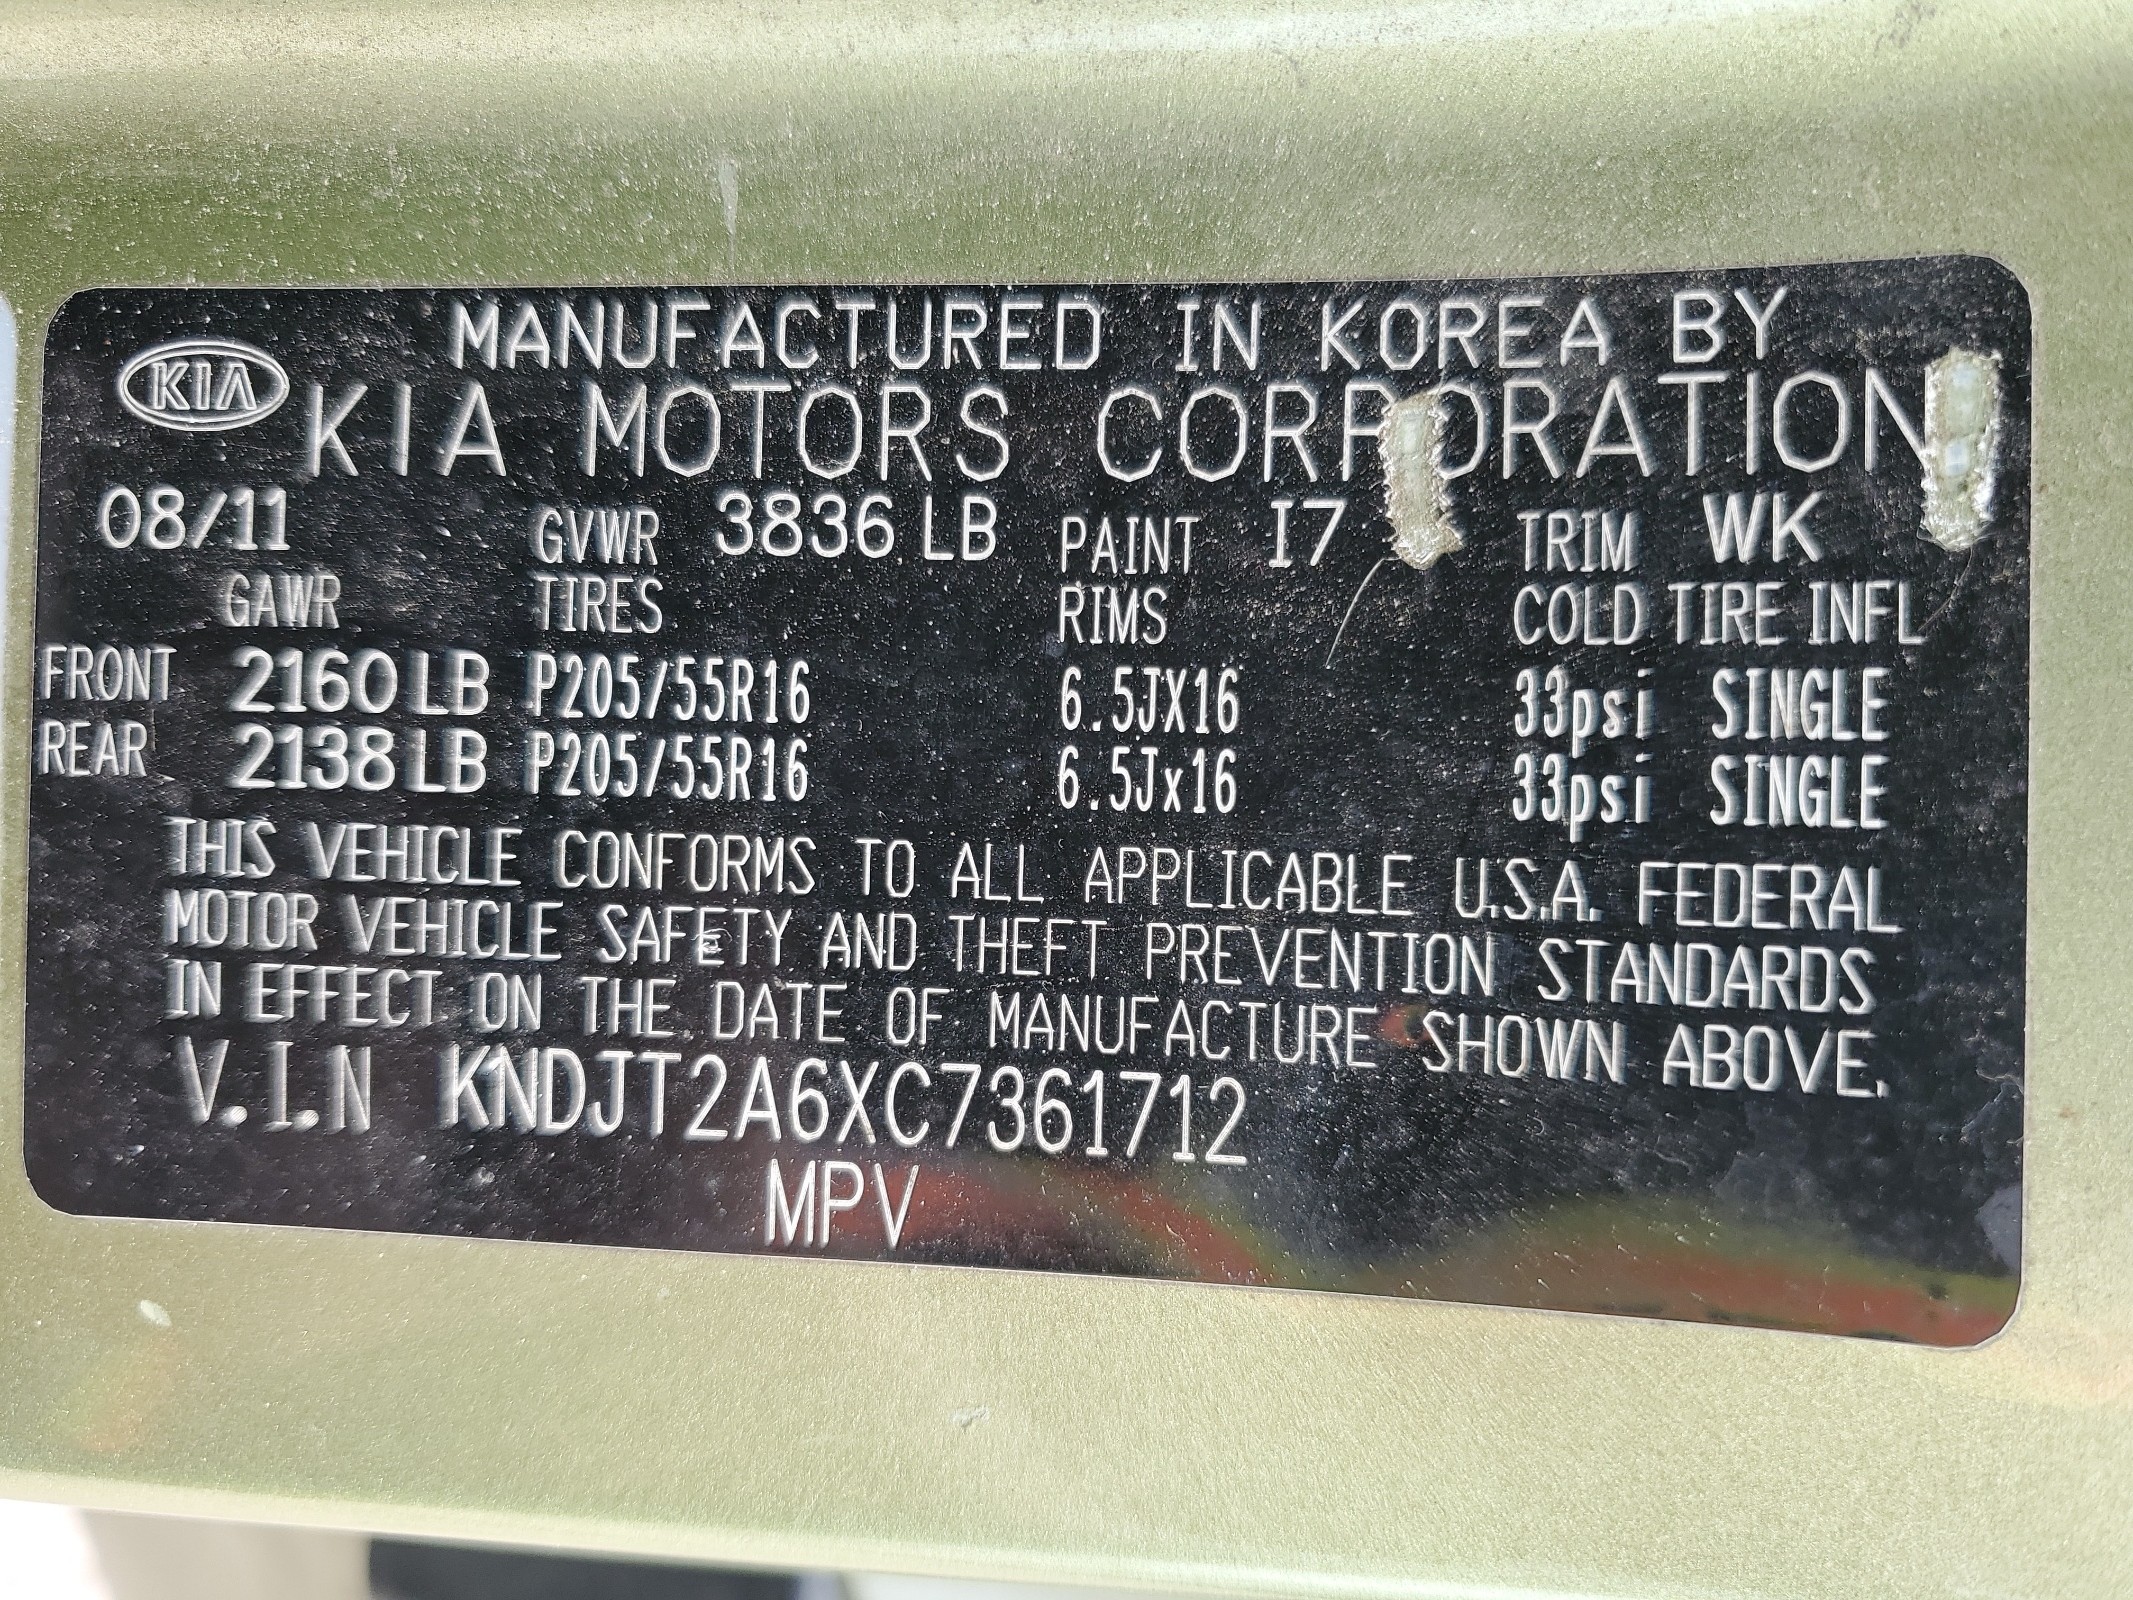 MANUFACTURED IN KOREA BY
KIA KIA MOTORS CORPORATION
08/11 GVWR 3836 LB PAINT I7 TRIM WK
GAWR TIRES RIMS COLD TIRE INFL
FRONT 2160 LB P205/55R16 6.5JX16 33psi SINGLE
REAR 2138 LB P205/55R16 6.5Jx16 33psi SINGLE
THIS VEHICLE CONFORMS TO ALL APPLICABLE U.S.A. FEDERAL
MOTOR VEHICLE SAFETY AND THEFT PREVENTION STANDARDS
IN EFFECT ON THE DATE OF MANUFACTURE SHOWN ABOVE.
V.I.N KNDJT2A6XC7361712
MPV